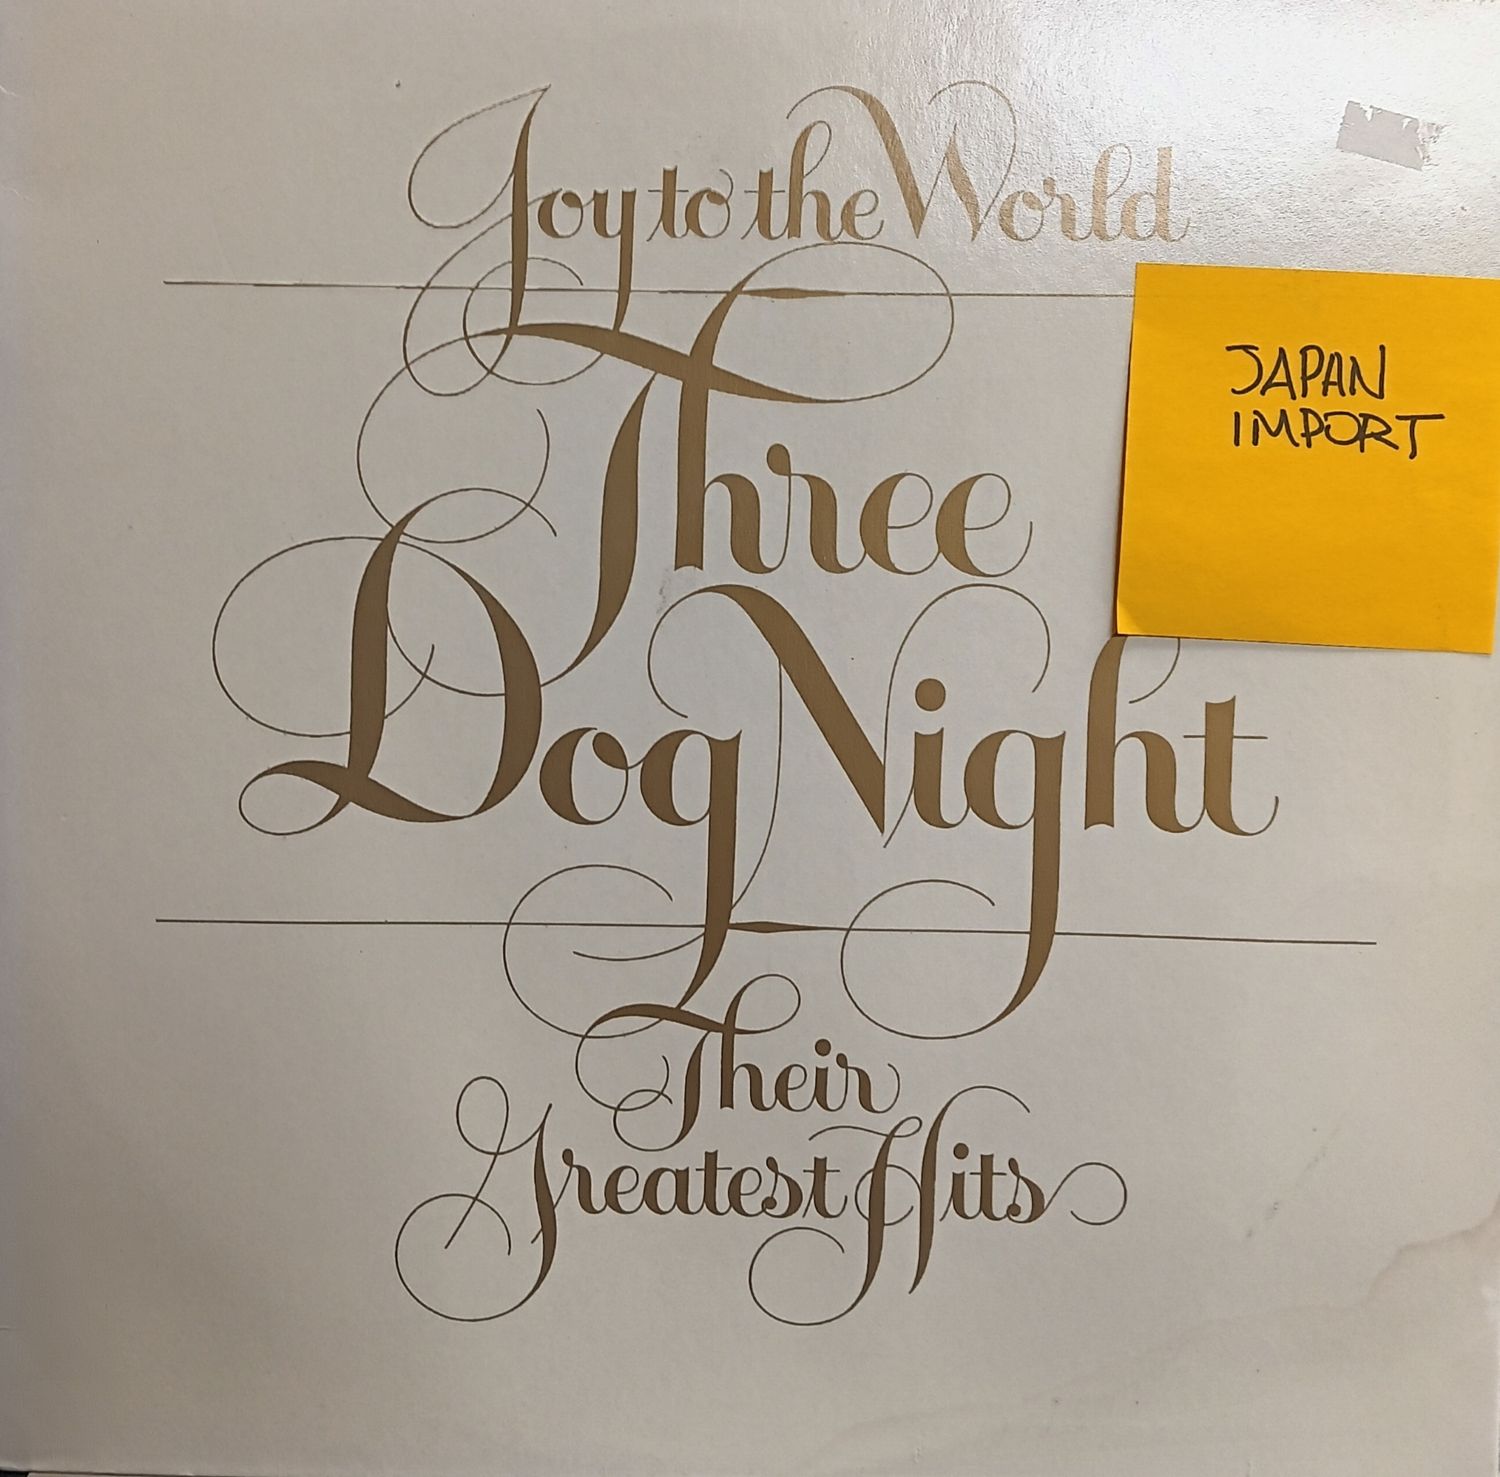 Joy to the World
JAPAN
IMPORT
Three
Dog Night
Their
Greatest Hits